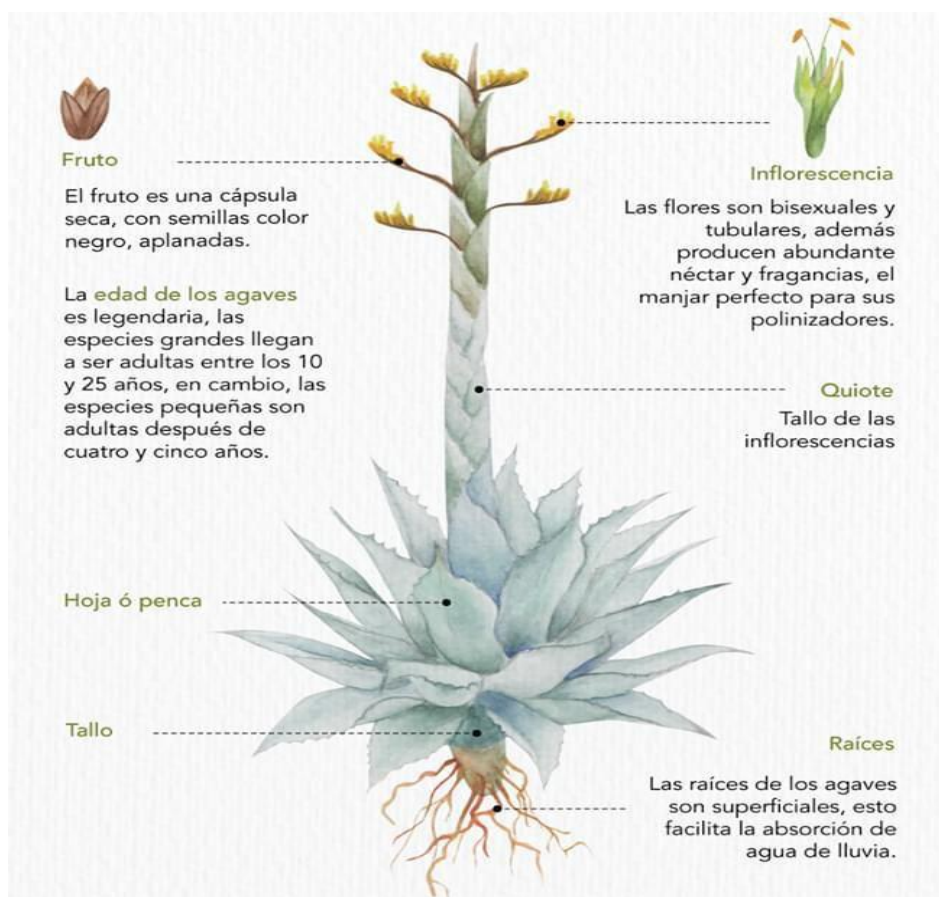 Fruto
El fruto es una cápsula
seca, con semillas color
negro, aplanadas.
La edad de los agaves
es legendaria, las
especies grandes llegan
a ser adultas entre los 10
y 25 años, en cambio, las
especies pequeñas son
adultas después de
cuatro y cinco años.
Inflorescencia
Las flores son bisexuales y
tubulares, además
producen abundante
néctar y fragancias, el
manjar perfecto para sus
polinizadores.
Quiote
Tallo de las
inflorescencias
Hoja ó penca
Tallo
Raíces
Las raíces de los agaves
son superficiales, esto
facilita la absorción de
agua de lluvia.